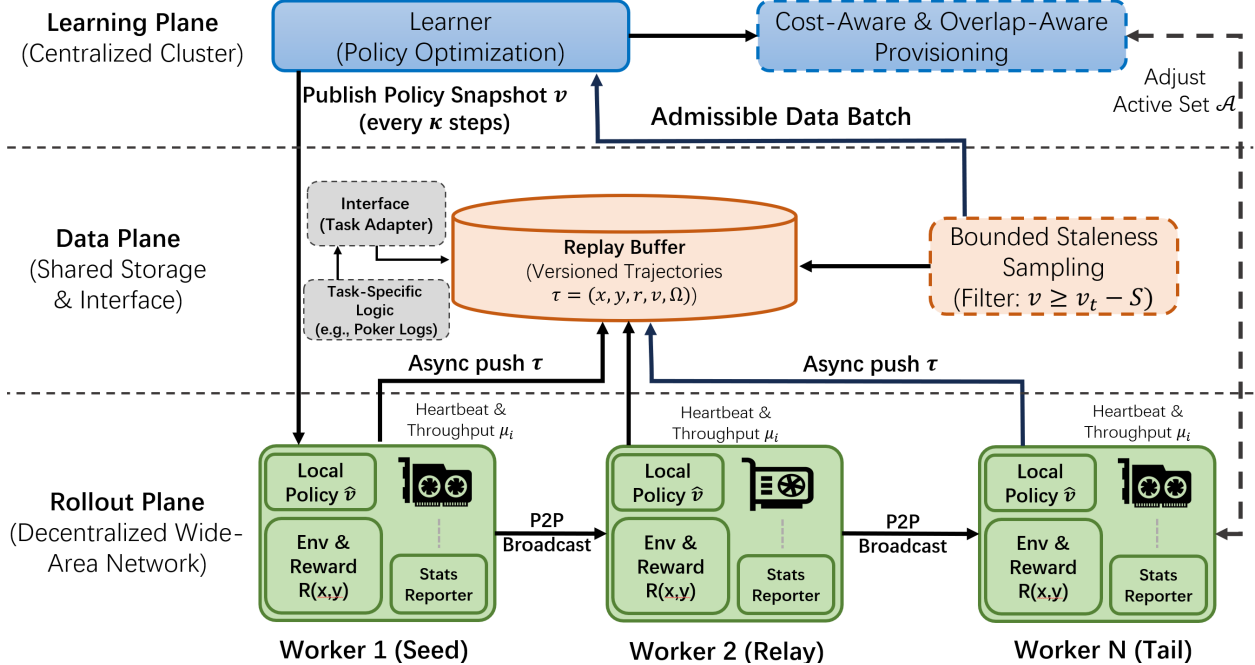 Learning Plane
(Centralized Cluster)
Learner
(Policy Optimization)
Cost-Aware & Overlap-Aware
Provisioning
Adjust
Active Set 𝒜
Publish Policy Snapshot v
(every κ steps)
Admissible Data Batch
Data Plane
(Shared Storage
& Interface)
Interface
(Task Adapter)
Task-Specific
Logic
(e.g., Poker Logs)
Replay Buffer
(Versioned Trajectories
τ = (x, y, r, v, Ω))
Bounded Staleness
Sampling
(Filter: v ≥ v_t − S)
Async push τ
Async push τ
Rollout Plane
(Decentralized Wide-
Area Network)
Heartbeat &
Throughput μ_i
Local
Policy v̂
Env &
Reward
R(x,y)
Stats
Reporter
Worker 1 (Seed)
P2P
Broadcast
Heartbeat &
Throughput μ_i
Local
Policy v̂
Env &
Reward
R(x,y)
Stats
Reporter
Worker 2 (Relay)
P2P
Broadcast
Heartbeat &
Throughput μ_i
Local
Policy v̂
Env &
Reward
R(x,y)
Stats
Reporter
Worker N (Tail)